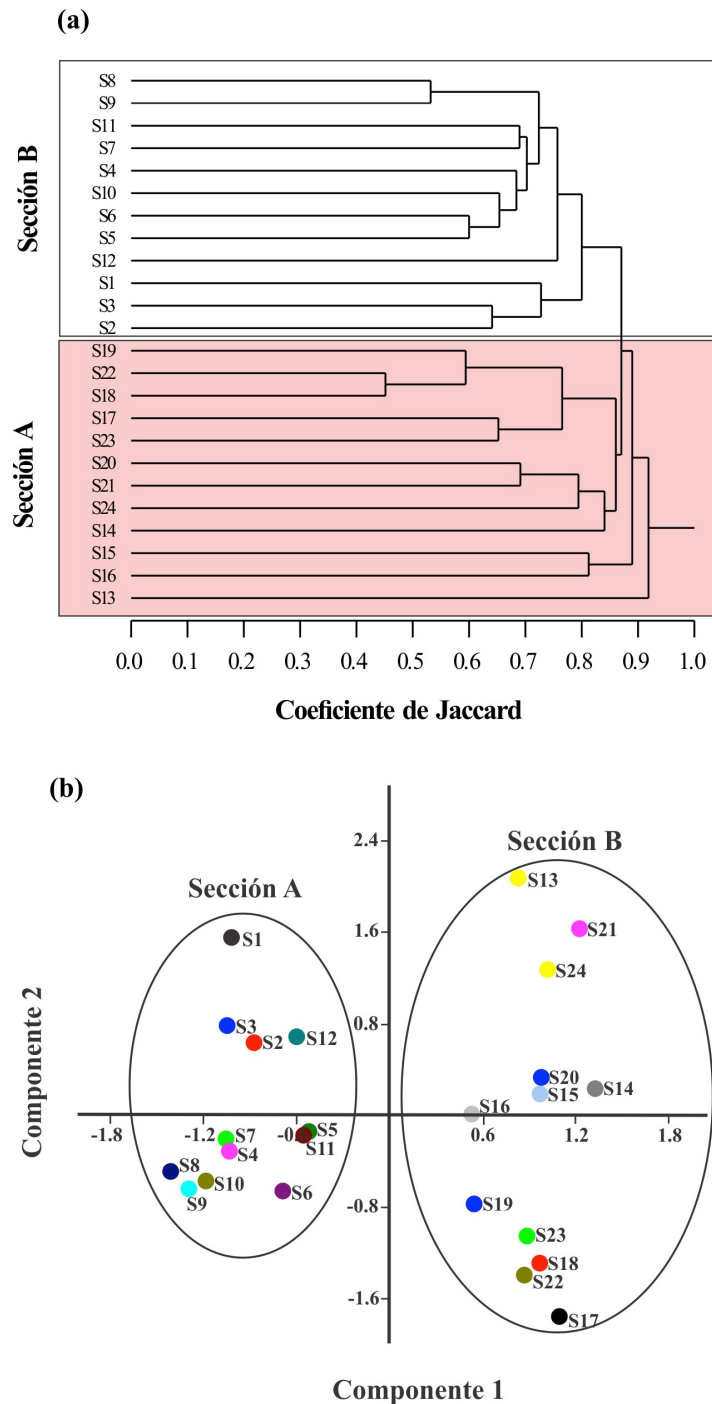 (a)
Sección B
S8
S9
S11
S7
S4
S10
S6
S5
S12
S1
S3
S2
Sección A
S19
S22
S18
S17
S23
S20
S21
S24
S14
S15
S16
S13
0.0 0.1 0.2 0.3 0.4 0.5 0.6 0.7 0.8 0.9 1.0
Coeficiente de Jaccard
(b)
Componente 2
2.4
1.6
0.8
-0.8
-1.6
-1.8 -1.2 -0.6 0.6 1.2 1.8
Sección A
S1
S3
S2
S12
S7
S5
S4
S11
S8
S10
S9
S6
Sección B
S13
S21
S24
S20
S15
S14
S16
S19
S23
S18
S22
S17
Componente 1